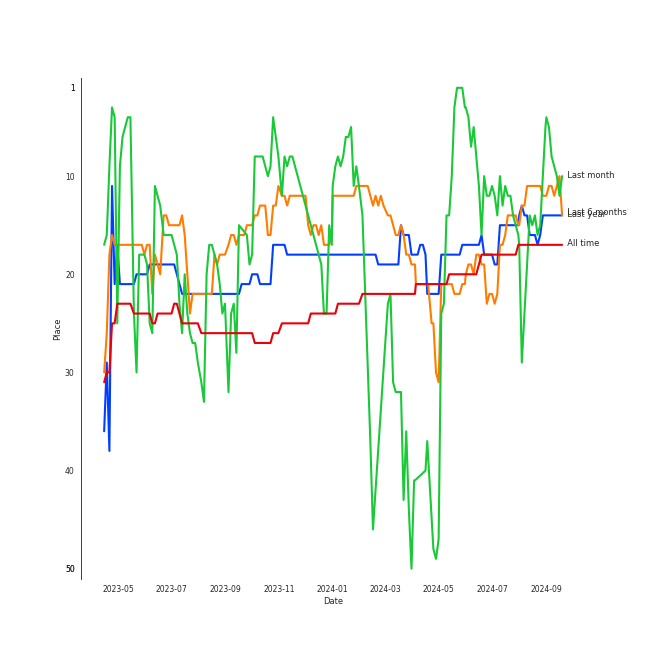 1
10
20
30
40
50
Place
2023-05
2023-07
2023-09
2023-11
2024-01
2024-03
2024-05
2024-07
2024-09
Date
Last month
Last 6 months
Last year
All time